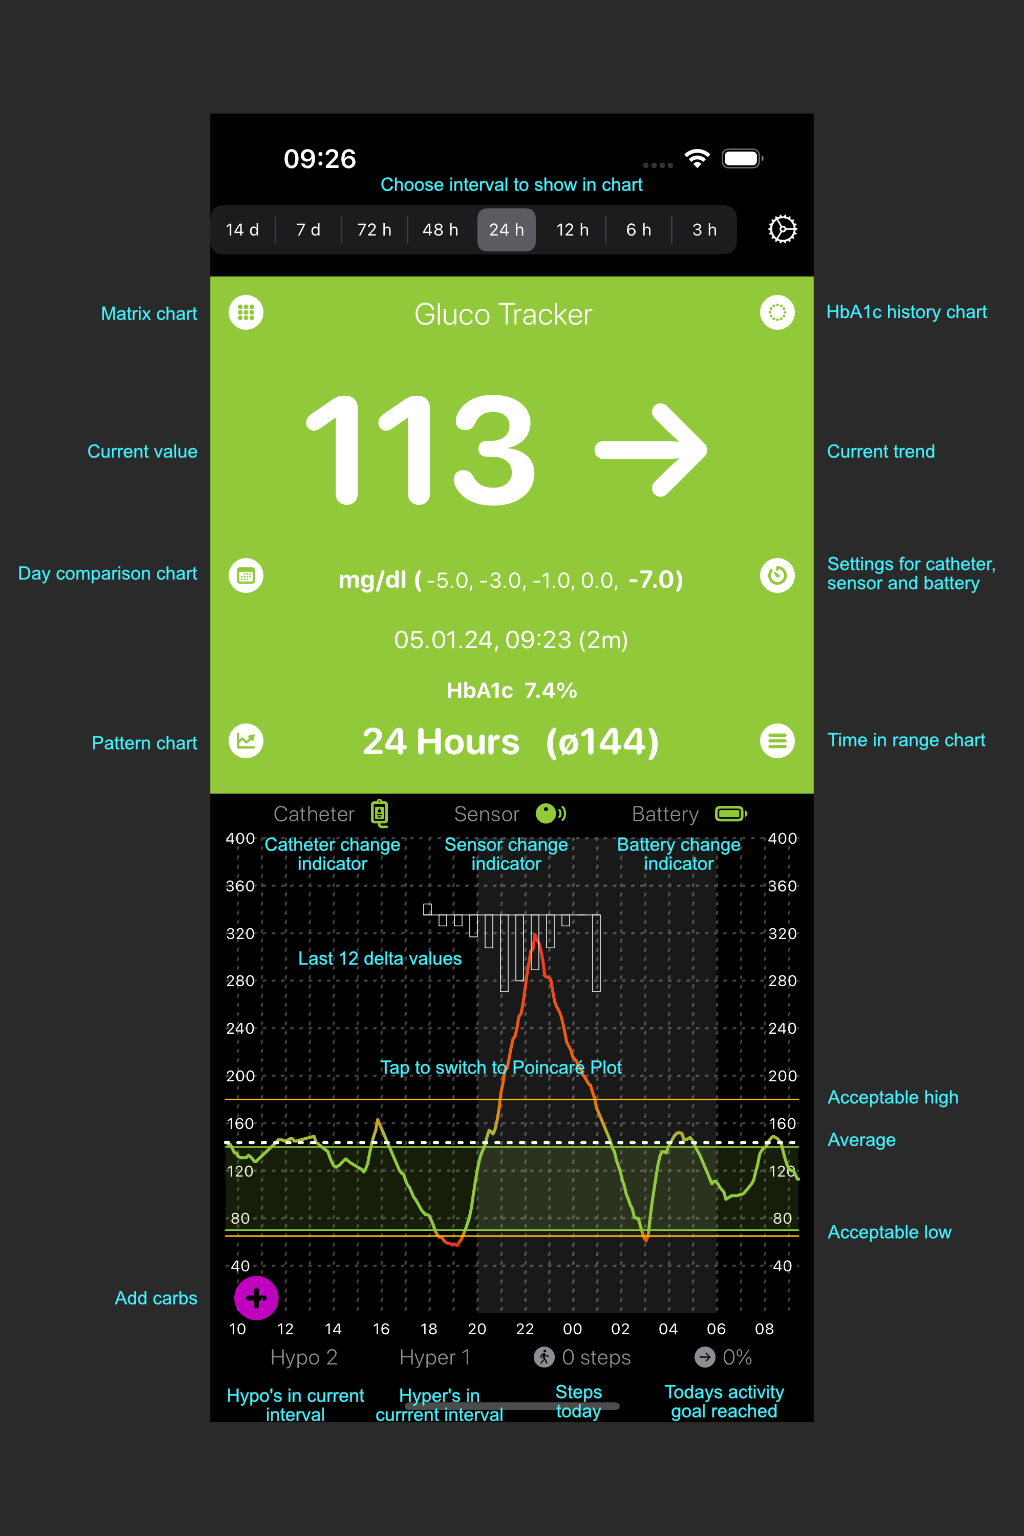 09:26
Choose interval to show in chart
14 d 7 d 72 h 48 h 24 h 12 h 6 h 3 h
Matrix chart
Gluco Tracker
HbA1c history chart
Current value
113
Current trend
Day comparison chart
mg/dl ( -5.0, -3.0, -1.0, 0.0, -7.0)
Settings for catheter,
sensor and battery
05.01.24, 09:23 (2m)
HbA1c 7.4%
Pattern chart
24 Hours (ø144)
Time in range chart
Catheter Sensor Battery
400 400
Catheter change
indicator
Sensor change
indicator
Battery change
indicator
360 360
320 320
Last 12 delta values
280 280
240 240
Tap to switch to Poincaré Plot
200 200
Acceptable high
160 160
Average
120 120
80 80
Acceptable low
40 40
Add carbs
10 12 14 16 18 20 22 00 02 04 06 08
Hypo 2 Hyper 1 0 steps 0%
Hypo's in current
interval
Hyper's in
currrent interval
Steps
today
Todays activity
goal reached